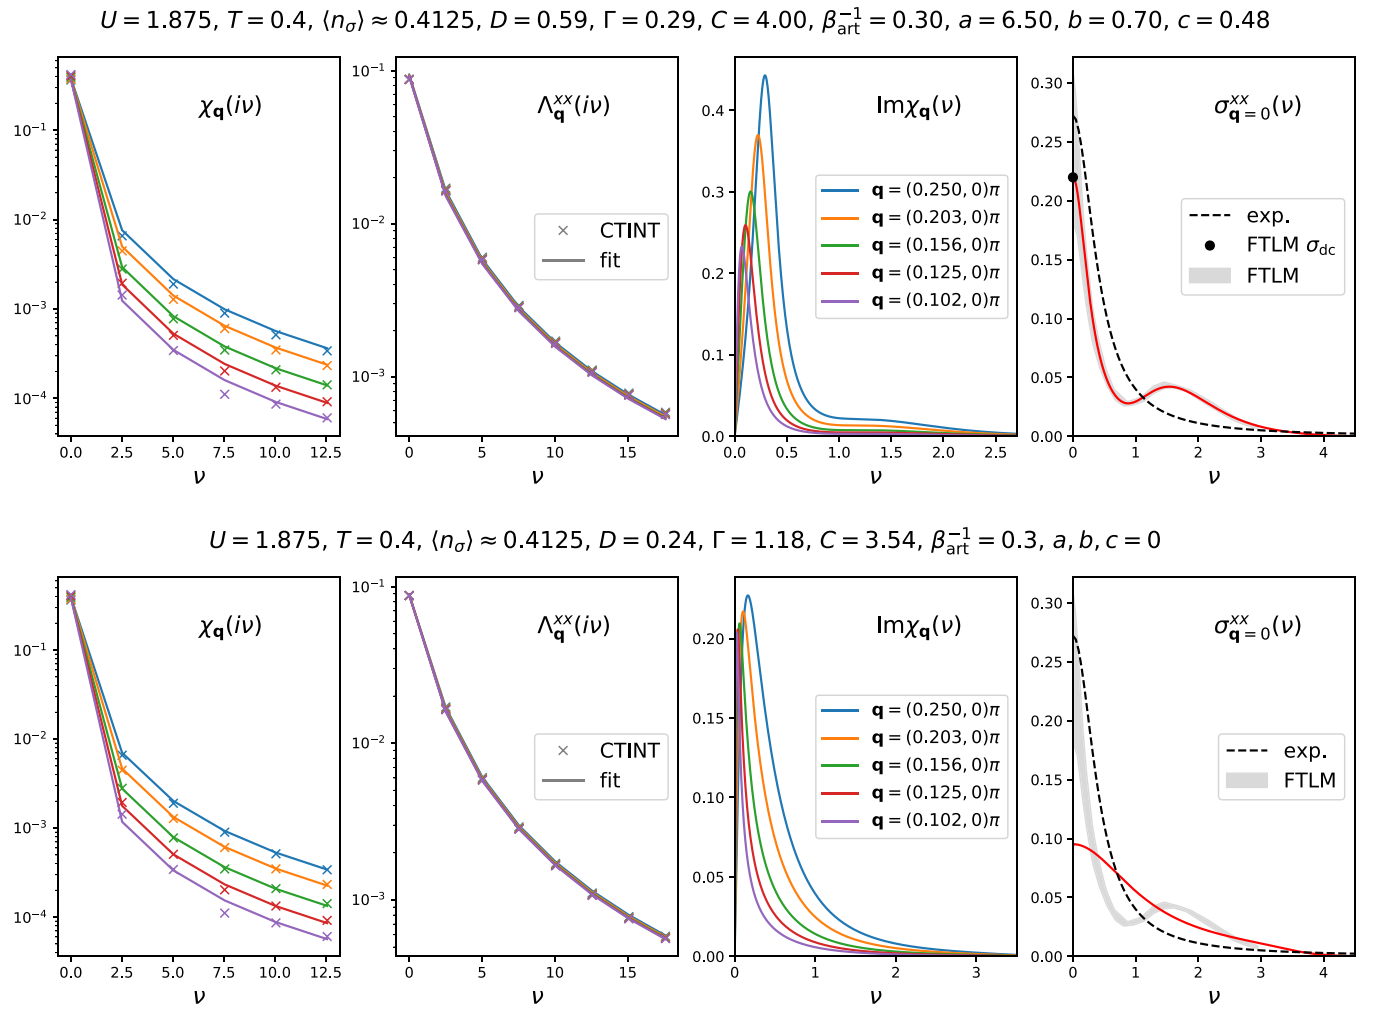 U = 1.875, T = 0.4, ⟨n_σ⟩ ≈ 0.4125, D = 0.59, Γ = 0.29, C = 4.00, β_art^{-1} = 0.30, a = 6.50, b = 0.70, c = 0.48
χ_q(iν)
10^{-1}
10^{-2}
10^{-3}
10^{-4}
0.0 2.5 5.0 7.5 10.0 12.5
ν
Λ_q^{xx}(iν)
10^{-1}
10^{-2}
10^{-3}
CTINT
fit
0 5 10 15
ν
Imχ_q(ν)
0.4
0.3
0.2
0.1
0.0
q = (0.250, 0)π
q = (0.203, 0)π
q = (0.156, 0)π
q = (0.125, 0)π
q = (0.102, 0)π
0.0 0.5 1.0 1.5 2.0 2.5
ν
σ_{q=0}^{xx}(ν)
0.30
0.25
0.20
0.15
0.10
0.05
0.00
exp.
FTLM σ_dc
FTLM
0 1 2 3 4
ν
U = 1.875, T = 0.4, ⟨n_σ⟩ ≈ 0.4125, D = 0.24, Γ = 1.18, C = 3.54, β_art^{-1} = 0.3, a, b, c = 0
χ_q(iν)
10^{-1}
10^{-2}
10^{-3}
10^{-4}
0.0 2.5 5.0 7.5 10.0 12.5
ν
Λ_q^{xx}(iν)
10^{-1}
10^{-2}
10^{-3}
CTINT
fit
0 5 10 15
ν
Imχ_q(ν)
0.20
0.15
0.10
0.05
0.00
q = (0.250, 0)π
q = (0.203, 0)π
q = (0.156, 0)π
q = (0.125, 0)π
q = (0.102, 0)π
0 1 2 3
ν
σ_{q=0}^{xx}(ν)
0.30
0.25
0.20
0.15
0.10
0.05
0.00
exp.
FTLM
0 1 2 3 4
ν